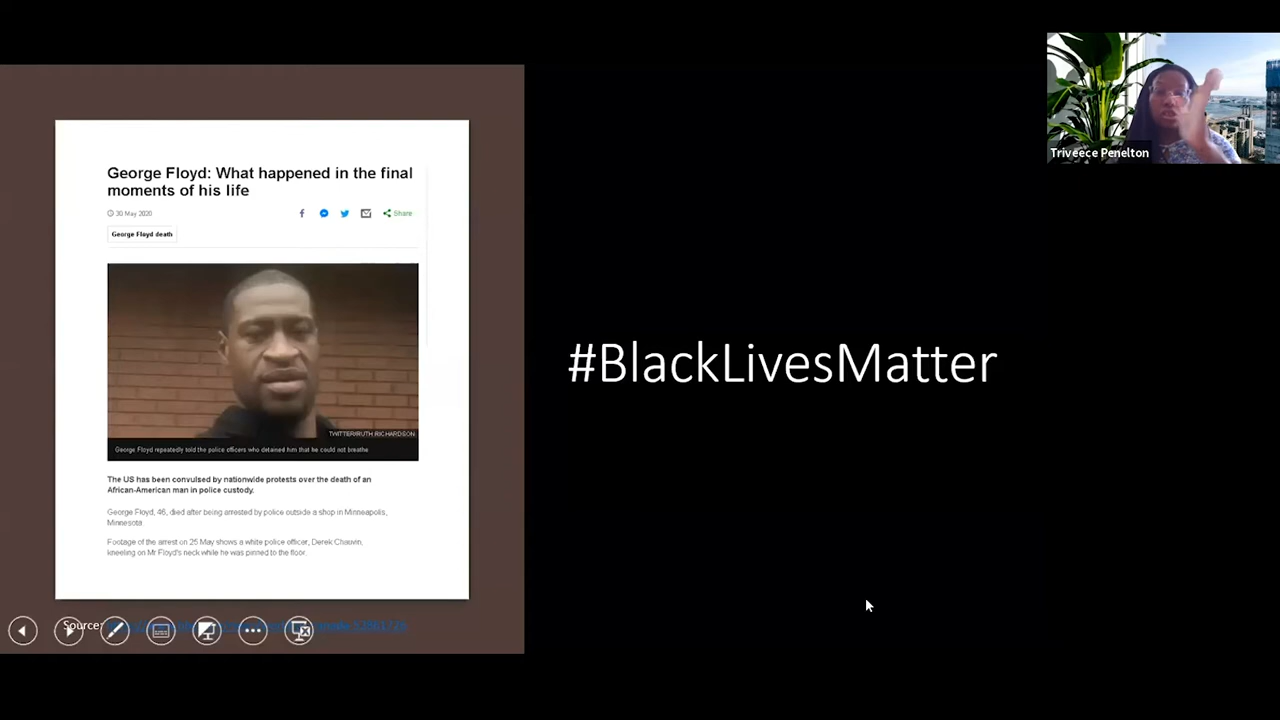 George Floyd: What happened in the final
moments of his life
30 May 2020
Share
George Floyd death
TWITTER/RUTH RICHARDSON
George Floyd repeatedly told the police officers who detained him that he could not breathe
The US has been convulsed by nationwide protests over the death of an
African-American man in police custody.
George Floyd, 46, died after being arrested by police outside a shop in Minneapolis,
Minnesota
Footage of the arrest on 25 May shows a white police officer, Derek Chauvin,
kneeling on Mr Floyd's neck while he was pinned to the floor.
Source:
#BlackLivesMatter
Triveece Penelton